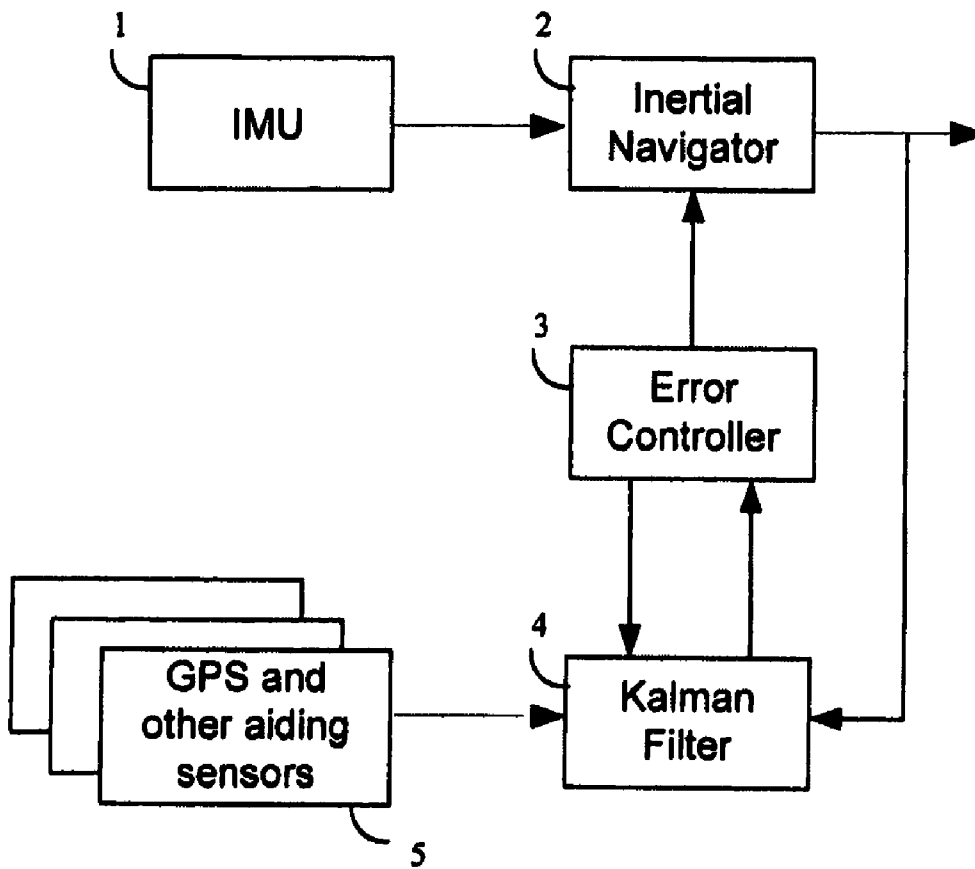 1
IMU
2
Inertial
Navigator
3
Error
Controller
4
Kalman
Filter
GPS and
other aiding
sensors
5